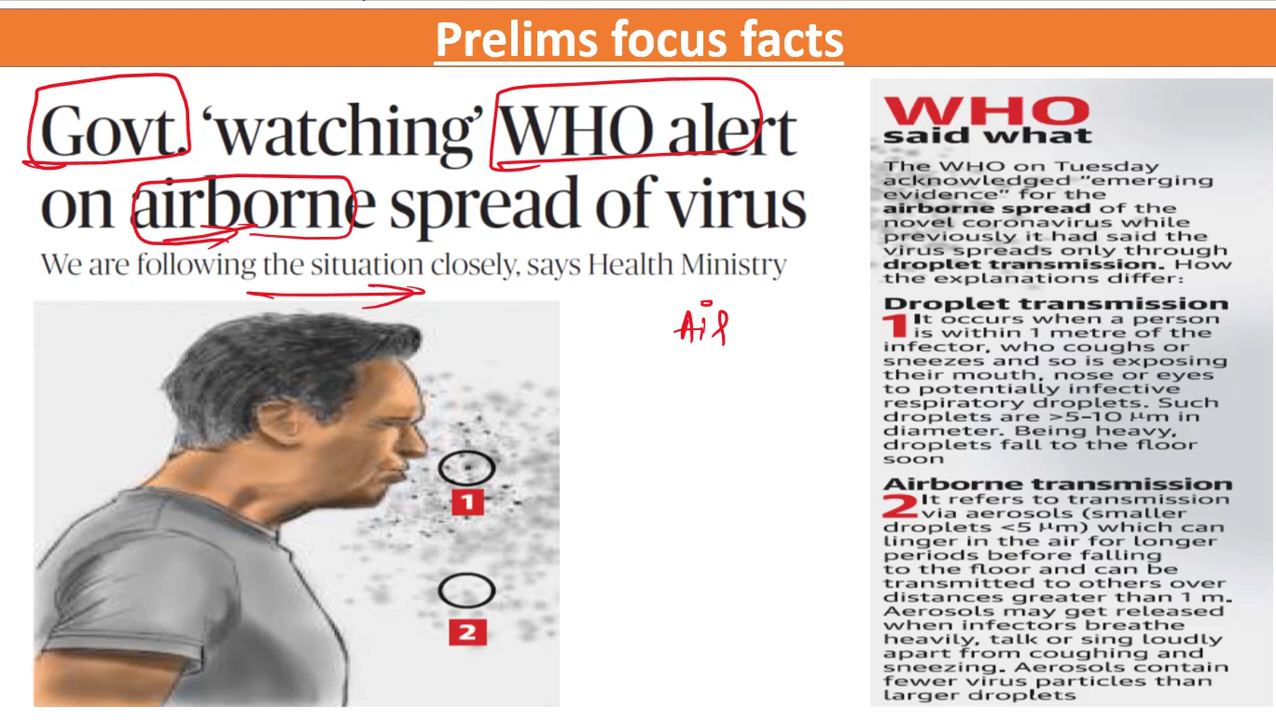 Prelims focus facts
Govt. ‘watching’ WHO alert
on airborne spread of virus
We are following the situation closely, says Health Ministry
Air
1
2
WHO
said what
The WHO on Tuesday
acknowledged "emerging
evidence" for the
airborne spread of the
novel coronavirus while
previously it had said the
virus spreads only through
droplet transmission. How
the explanations differ:
Droplet transmission
1 It occurs when a person
is within 1 metre of the
infector, who coughs or
sneezes and so is exposing
their mouth, nose or eyes
to potentially infective
respiratory droplets. Such
droplets are >5-10 µm in
diameter. Being heavy,
droplets fall to the floor
soon
Airborne transmission
2 It refers to transmission
via aerosols (smaller
droplets <5 µm) which can
linger in the air for longer
periods before falling
to the floor and can be
transmitted to others over
distances greater than 1 m.
Aerosols may get released
when infectors breathe
heavily, talk or sing loudly
apart from coughing and
sneezing. Aerosols contain
fewer virus particles than
larger droplets